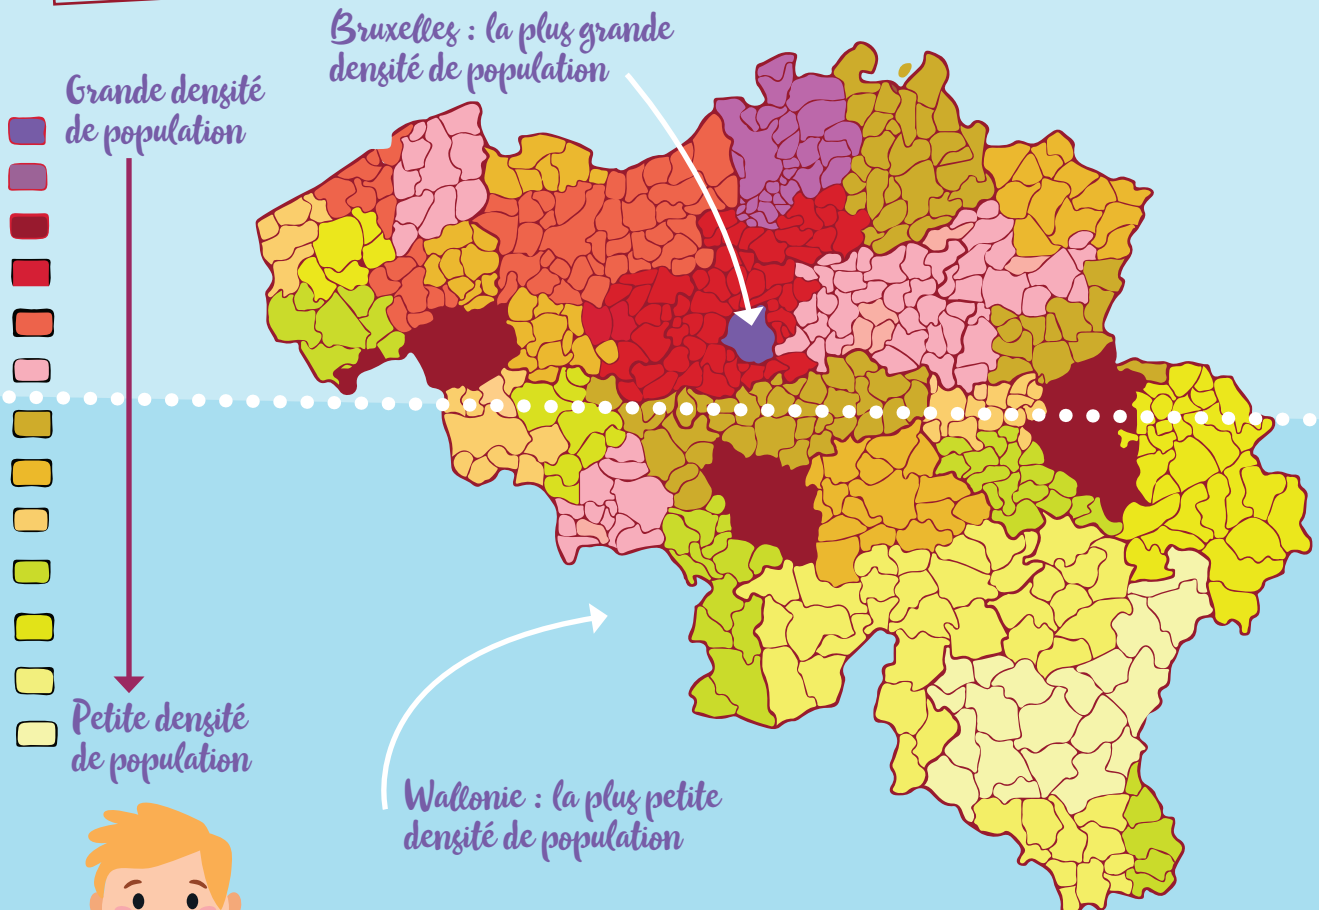 Bruxelles : la plus grande
densité de population
Grande densité
de population
Petite densité
de population
Wallonie : la plus petite
densité de population